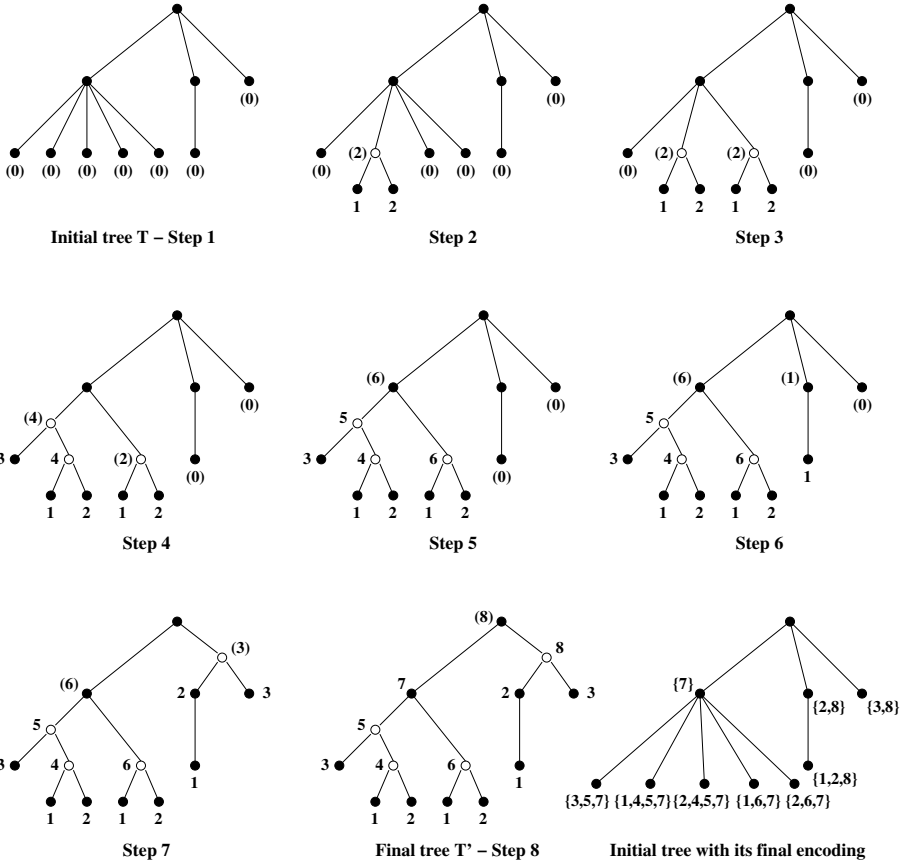 (0)
(0) (0) (0) (0) (0) (0)
Initial tree T – Step 1
(0)
(2)
(0) (0) (0) (0)
1 2
Step 2
(0)
(2) (2)
(0) (0)
1 2 1 2
Step 3
(0)
(4)
3 4 (2) (0)
1 2 1 2
Step 4
(6)
(0)
5
3 4 6 (0)
1 2 1 2
Step 5
(6) (1)
(0)
5
3 4 6
1
1 2 1 2
Step 6
(3)
(6) 2 3
5
3 4 6
1
1 2 1 2
Step 7
(8)
8
7 2 3
5
3 4 6
1
1 2 1 2
Final tree T' – Step 8
{7}
{2,8} {3,8}
{1,2,8}
{3,5,7} {1,4,5,7} {2,4,5,7} {1,6,7} {2,6,7}
Initial tree with its final encoding